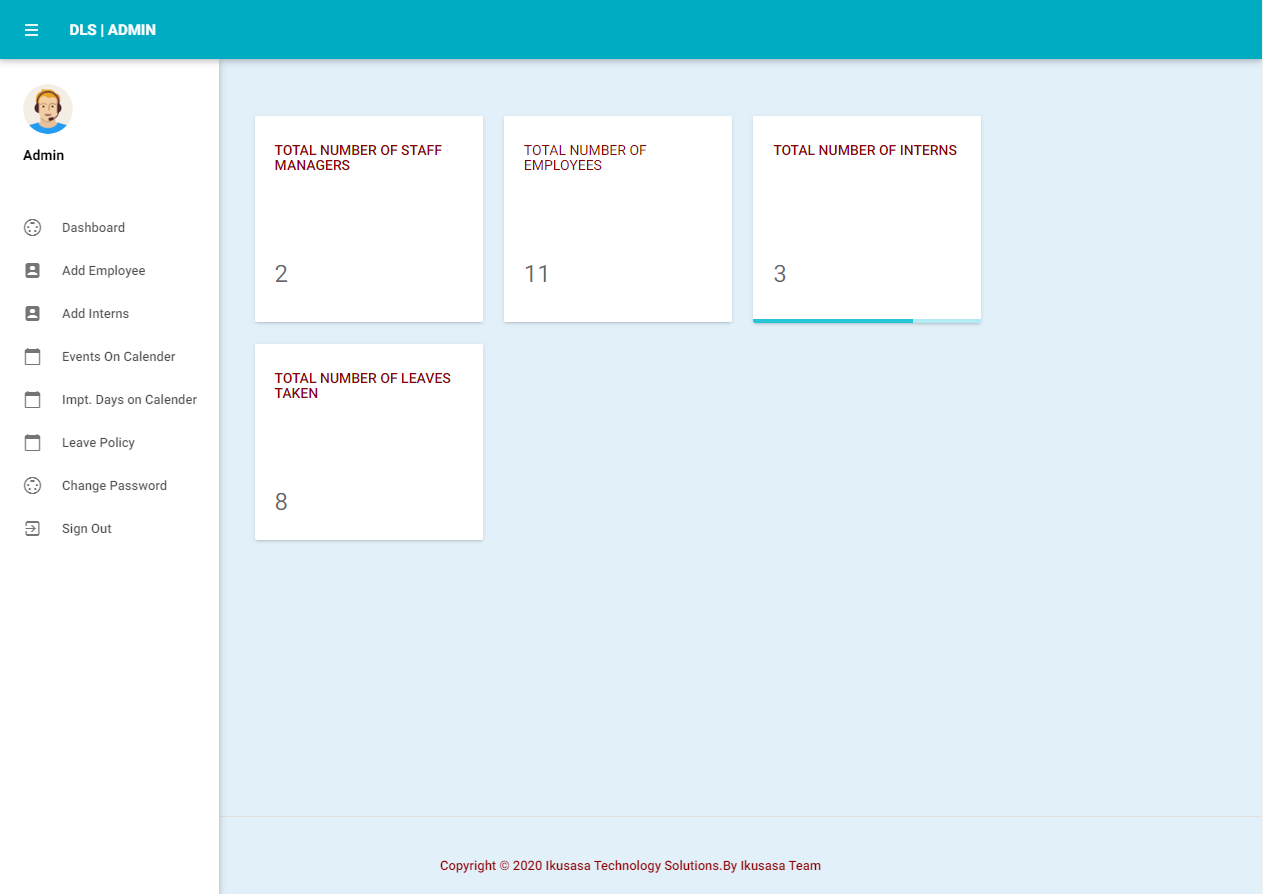 DLS | ADMIN
Admin
Dashboard
Add Employee
Add Interns
Events On Calender
Impt. Days on Calender
Leave Policy
Change Password
Sign Out
TOTAL NUMBER OF STAFF
MANAGERS
2
TOTAL NUMBER OF
EMPLOYEES
11
TOTAL NUMBER OF INTERNS
3
TOTAL NUMBER OF LEAVES
TAKEN
8
Copyright © 2020 Ikusasa Technology Solutions.By Ikusasa Team